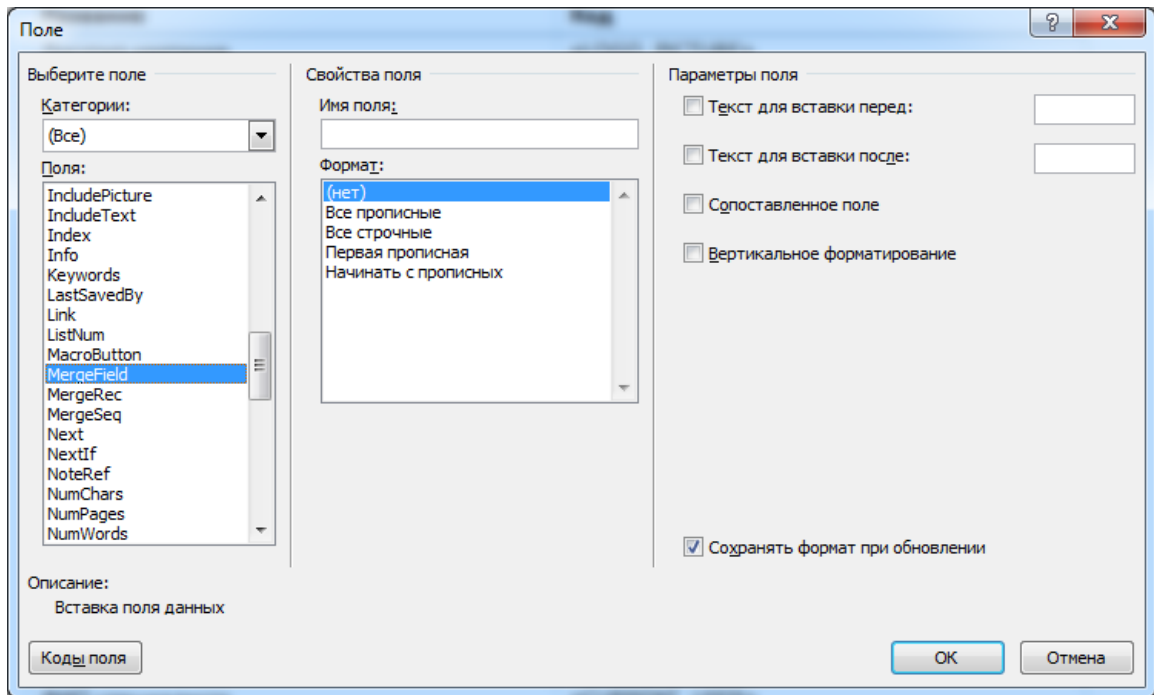 Поле
Выберите поле
Категории:
(Все)
Поля:
IncludePicture
IncludeText
Index
Info
Keywords
LastSavedBy
Link
ListNum
MacroButton
MergeField
MergeRec
MergeSeq
Next
NextIf
NoteRef
NumChars
NumPages
NumWords
Свойства поля
Имя поля:
Формат:
(нет)
Все прописные
Все строчные
Первая прописная
Начинать с прописных
Параметры поля
Текст для вставки перед:
Текст для вставки после:
Сопоставленное поле
Вертикальное форматирование
Сохранять формат при обновлении
Описание:
Вставка поля данных
Коды поля
ОК
Отмена